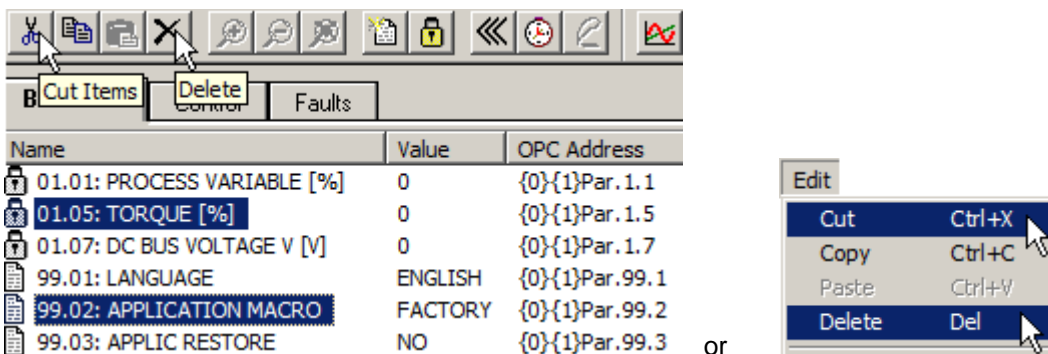 Cut Items Delete
B Control Faults
Name Value OPC Address
01.01: PROCESS VARIABLE [%] 0 {0}{1}Par.1.1
01.05: TORQUE [%] 0 {0}{1}Par.1.5
01.07: DC BUS VOLTAGE V [V] 0 {0}{1}Par.1.7
99.01: LANGUAGE ENGLISH {0}{1}Par.99.1
99.02: APPLICATION MACRO FACTORY {0}{1}Par.99.2
99.03: APPLIC RESTORE NO {0}{1}Par.99.3
or
Edit
Cut Ctrl+X
Copy Ctrl+C
Paste Ctrl+V
Delete Del